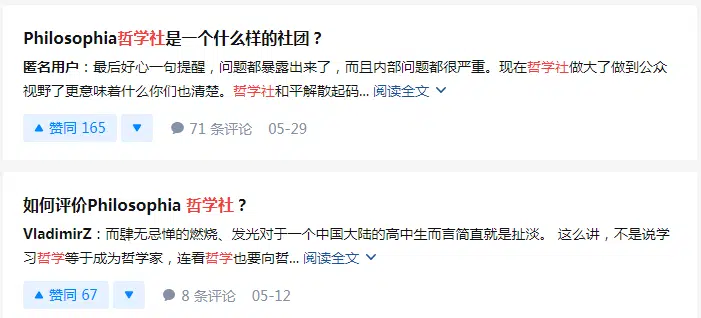 Philosophia哲学社是一个什么样的社团？
匿名用户：最后好心一句提醒，问题都暴露出来了，而且内部问题都很严重。现在哲学社做大了做到公众
视野了更意味着什么你们也清楚。哲学社和平解散起码... 阅读全文
赞同 165 71 条评论 05-29
如何评价Philosophia 哲学社？
VladimirZ：而肆无忌惮的燃烧、发光对于一个中国大陆的高中生而言简直就是扯淡。 这么讲，不是说学
习哲学等于成为哲学家，连看哲学也要向哲... 阅读全文
赞同 67 8 条评论 05-12